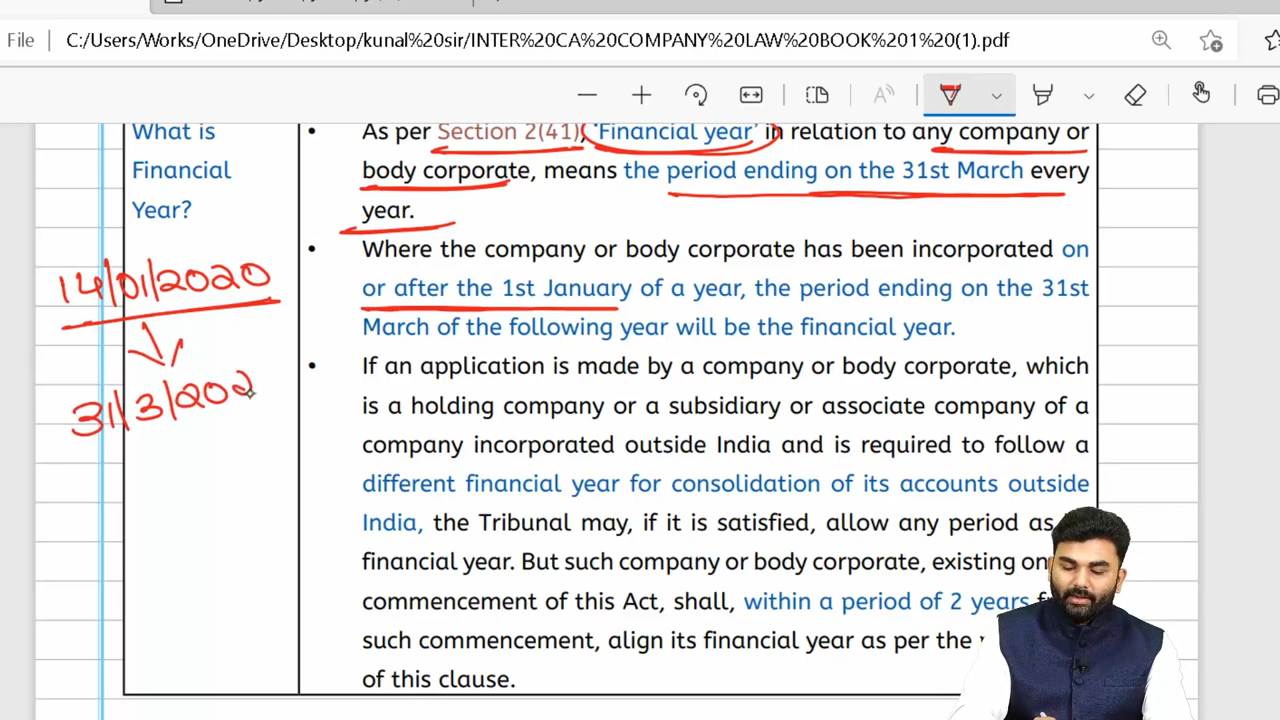 File C:/Users/Works/OneDrive/Desktop/kunal%20sir/INTER%20CA%20COMPANY%20LAW%20BOOK%201%20(1).pdf
What is
Financial
Year?
• As per Section 2(41), ‘Financial year’ in relation to any company or
body corporate, means the period ending on the 31st March every
year.
• Where the company or body corporate has been incorporated on
or after the 1st January of a year, the period ending on the 31st
March of the following year will be the financial year.
• If an application is made by a company or body corporate, which
is a holding company or a subsidiary or associate company of a
company incorporated outside India and is required to follow a
different financial year for consolidation of its accounts outside
India, the Tribunal may, if it is satisfied, allow any period as
financial year. But such company or body corporate, existing on
commencement of this Act, shall, within a period of 2 years
such commencement, align its financial year as per the
of this clause.
14/01/2020
31/3/202